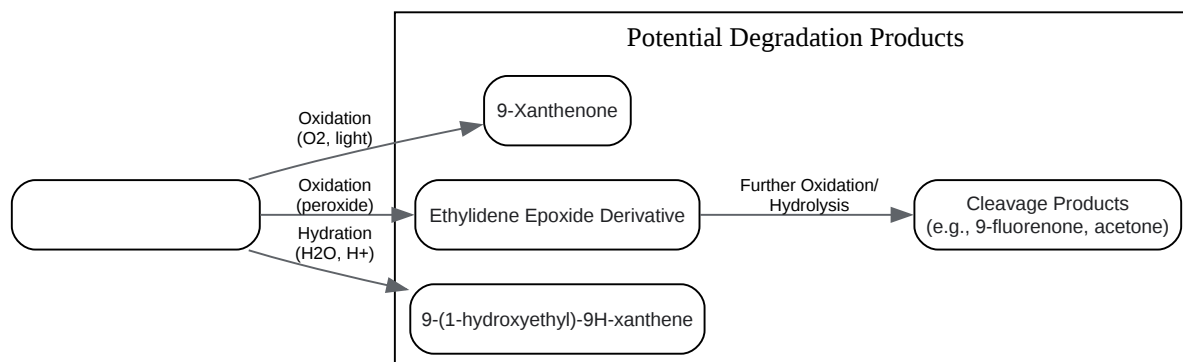 Potential Degradation Products
Oxidation
(O2, light)
9-Xanthenone
Oxidation
(peroxide)
Ethylidene Epoxide Derivative
Further Oxidation/
Hydrolysis
Cleavage Products
(e.g., 9-fluorenone, acetone)
Hydration
(H2O, H+)
9-(1-hydroxyethyl)-9H-xanthene